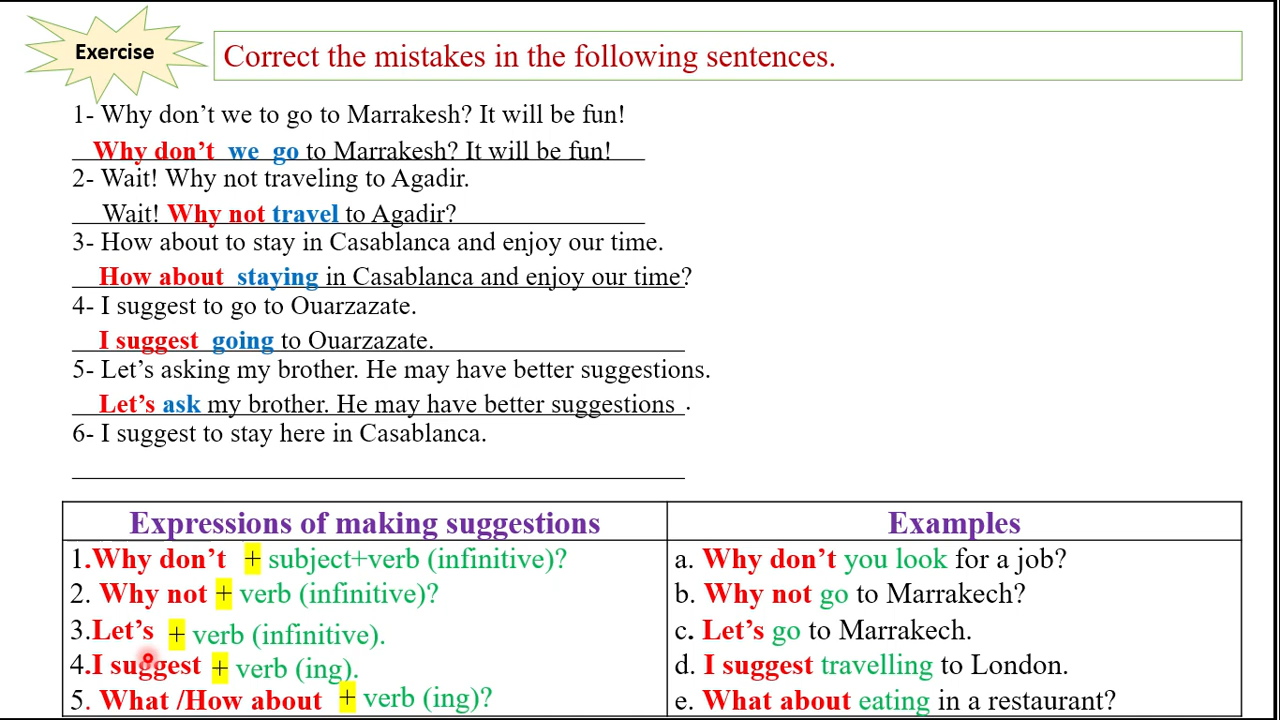 Exercise
Correct the mistakes in the following sentences.
1- Why don’t we to go to Marrakesh? It will be fun!
Why don’t we go to Marrakesh? It will be fun!
2- Wait! Why not traveling to Agadir.
Wait! Why not travel to Agadir?
3- How about to stay in Casablanca and enjoy our time.
How about staying in Casablanca and enjoy our time?
4- I suggest to go to Ouarzazate.
I suggest going to Ouarzazate.
5- Let’s asking my brother. He may have better suggestions.
Let’s ask my brother. He may have better suggestions .
6- I suggest to stay here in Casablanca.
Expressions of making suggestions
1.Why don’t + subject+verb (infinitive)?
2. Why not + verb (infinitive)?
3.Let’s + verb (infinitive).
4.I suggest + verb (ing).
5. What /How about + verb (ing)?
Examples
a. Why don’t you look for a job?
b. Why not go to Marrakech?
c. Let’s go to Marrakech.
d. I suggest travelling to London.
e. What about eating in a restaurant?